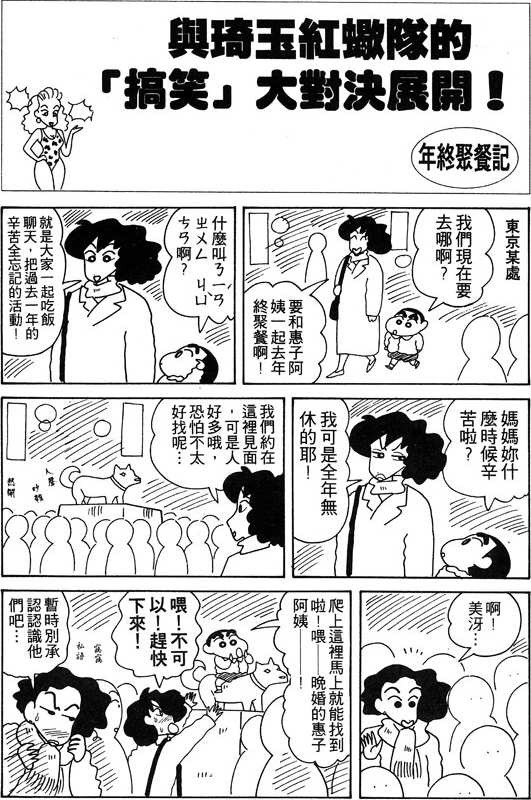 與琦玉紅蠍隊的
「搞笑」大對決展開！
年終聚餐記
東京某處
我們現在要
去哪啊？
要和惠子阿
姨一起去年
終聚餐啊！
什麼叫ㄋㄧㄢ
ㄓㄨㄥ ㄐㄩ
ㄘㄢ啊？
就是大家一起吃飯
聊天，把過去一年的
辛苦全忘記的活動！
媽媽妳什
麼時候辛
苦啦？
我可是全年無
休的耶！
我們約在
這裡見面
，可是人
好多哦，
恐怕不太
好找呢…
人羣
吵雜
然鬧
啊！
美冴…
爬上這裡馬上就能找到
啦！喂！晚婚的惠子
阿姨！
喂！不可
以！趕快
下來！
竊竊
私語
暫時別承
認認識他
們吧…